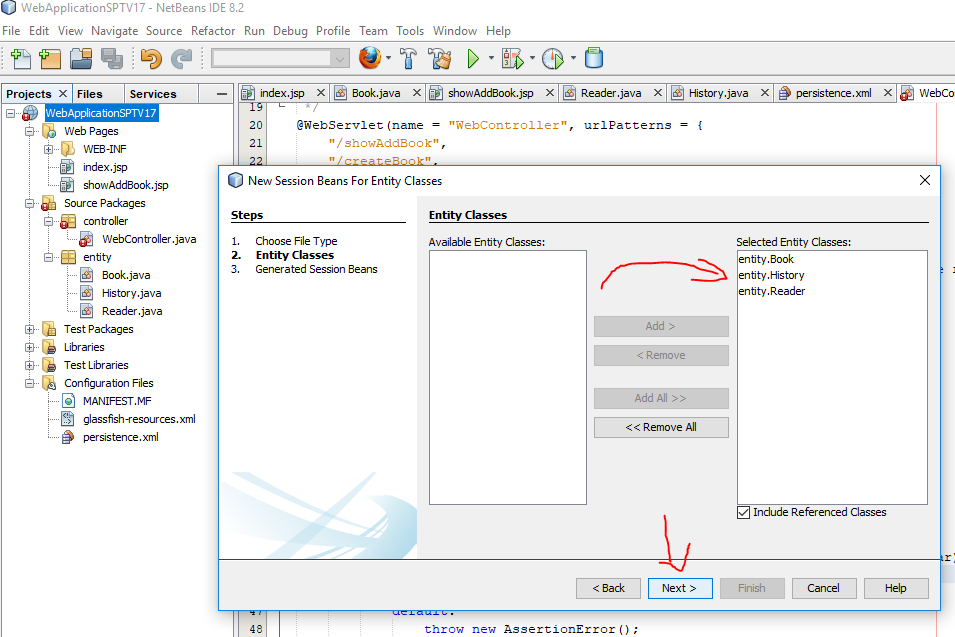 WebApplicationSPTV17 - NetBeans IDE 8.2
File Edit View Navigate Source Refactor Run Debug Profile Team Tools Window Help
Projects Files Services
index.jsp Book.java showAddBook.jsp Reader.java History.java persistence.xml WebCo
WebApplicationSPTV17
Web Pages
WEB-INF
index.jsp
showAddBook.jsp
Source Packages
controller
WebController.java
entity
Book.java
History.java
Reader.java
Test Packages
Libraries
Test Libraries
Configuration Files
MANIFEST.MF
glassfish-resources.xml
persistence.xml
19 */
20 @WebServlet(name = "WebController", urlPatterns = {
21 "/showAddBook",
22 "/createBook",
New Session Beans For Entity Classes
Steps
1. Choose File Type
2. Entity Classes
3. Generated Session Beans
Entity Classes
Available Entity Classes:
Selected Entity Classes:
entity.Book
entity.History
entity.Reader
Add >
< Remove
Add All >>
<< Remove All
Include Referenced Classes
< Back Next > Finish Cancel Help
47 default:
48 throw new AssertionError();